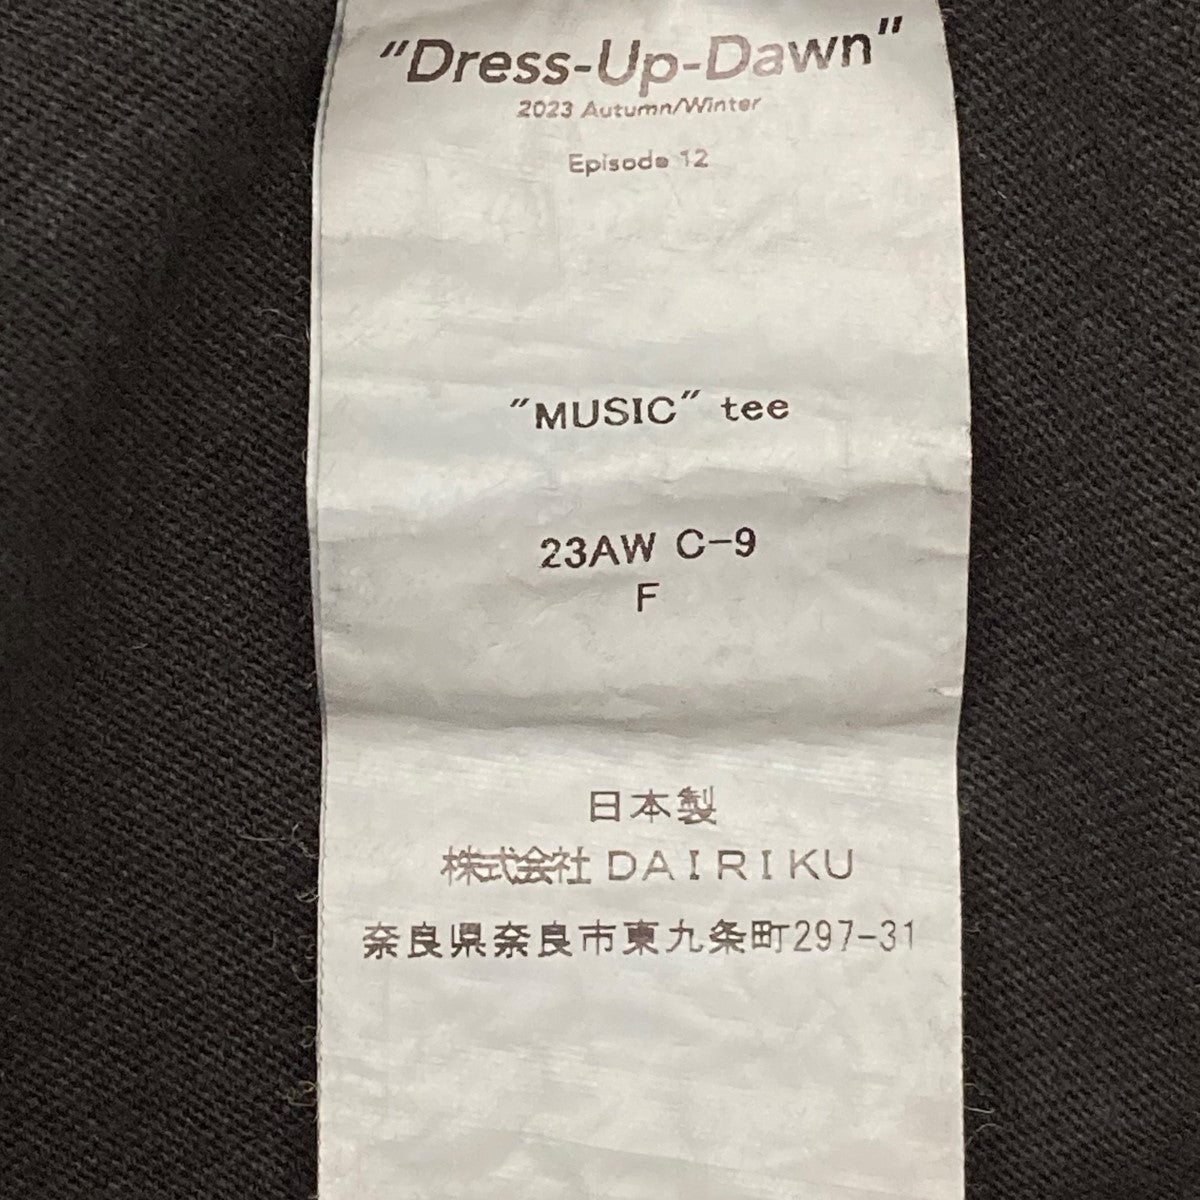 "Dress-Up-Dawn"
2023 Autumn/Winter
Episode 12
"MUSIC" tee
23AW C-9
F
日本製
株式会社 DAIRIKU
奈良県奈良市東九条町297-31